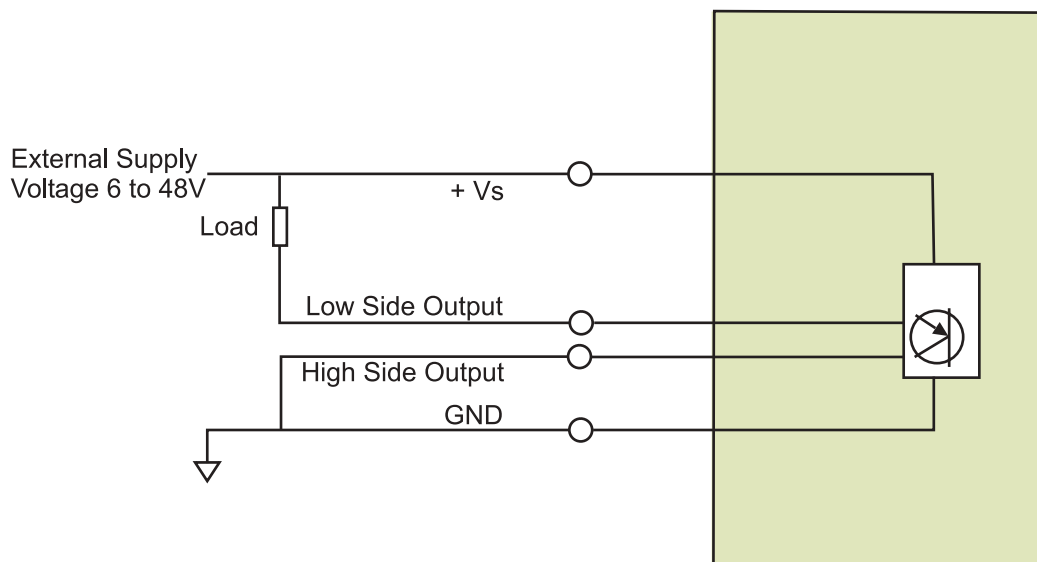 External Supply
Voltage 6 to 48V
+ Vs
Load
Low Side Output
High Side Output
GND